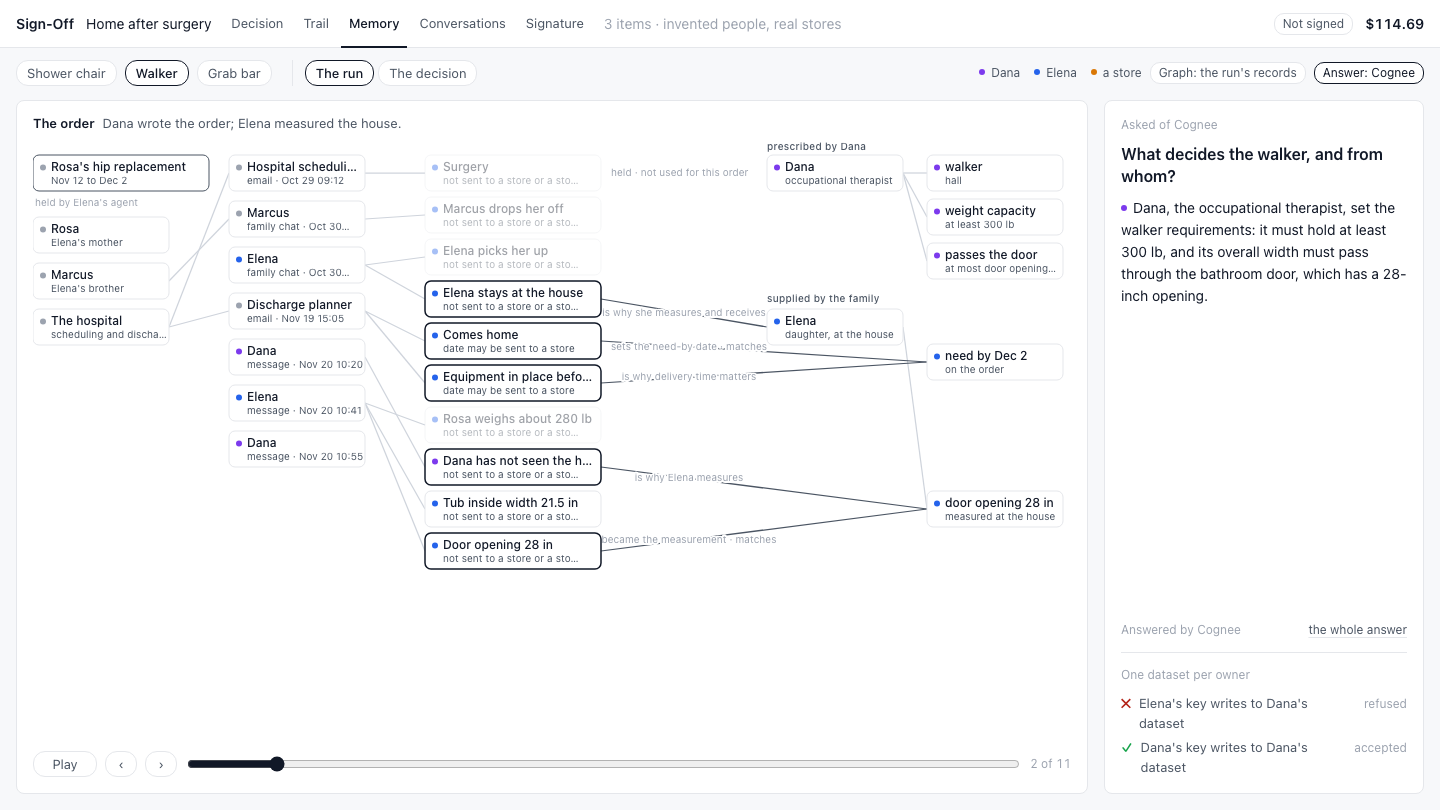 Sign-Off Home after surgery Decision Trail Memory Conversations Signature 3 items · invented people, real stores Not signed $114.69
Shower chair Walker Grab bar The run The decision Dana Elena a store Graph: the run's records Answer: Cognee
The order Dana wrote the order; Elena measured the house.
Rosa's hip replacement
Nov 12 to Dec 2
held by Elena's agent
Rosa
Elena's mother
Marcus
Elena's brother
The hospital
scheduling and discha...
Hospital scheduli...
email · Oct 29 09:12
Marcus
family chat · Oct 30...
Elena
family chat · Oct 30...
Discharge planner
email · Nov 19 15:05
Dana
message · Nov 20 10:20
Elena
message · Nov 20 10:41
Dana
message · Nov 20 10:55
Surgery
not sent to a store or a sto...
Marcus drops her off
not sent to a store or a sto...
Elena picks her up
not sent to a store or a sto...
Elena stays at the house
not sent to a store or a sto...
Comes home
date may be sent to a store
Equipment in place befo...
date may be sent to a store
Rosa weighs about 280 lb
not sent to a store or a sto...
Dana has not seen the h...
not sent to a store or a sto...
Tub inside width 21.5 in
not sent to a store or a sto...
Door opening 28 in
not sent to a store or a sto...
held · not used for this order
is why she measures and receives
sets the need-by date · matches
is why delivery time matters
is why Elena measures
became the measurement · matches
prescribed by Dana
Dana
occupational therapist
supplied by the family
Elena
daughter, at the house
walker
hall
weight capacity
at least 300 lb
passes the door
at most door opening...
need by Dec 2
on the order
door opening 28 in
measured at the house
Play ‹ › 2 of 11
Asked of Cognee
What decides the walker, and from
whom?
Dana, the occupational therapist, set the
walker requirements: it must hold at least
300 lb, and its overall width must pass
through the bathroom door, which has a 28-
inch opening.
Answered by Cognee the whole answer
One dataset per owner
Elena's key writes to Dana's refused
dataset
Dana's key writes to Dana's accepted
dataset